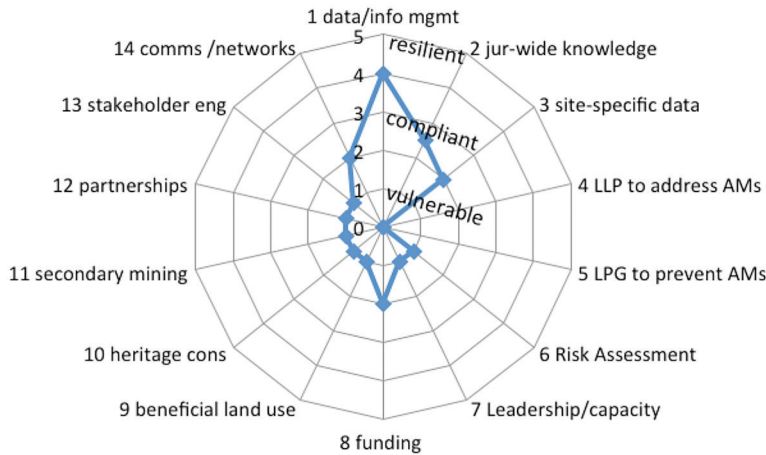 1 data/info mgmt
5
resilient
14 comms /networks
2 jur-wide knowledge
4
13 stakeholder eng
3 site-specific data
3
compliant
2
12 partnerships
4 LLP to address AMs
1
vulnerable
0
11 secondary mining
5 LPG to prevent AMs
10 heritage cons
6 Risk Assessment
9 beneficial land use
7 Leadership/capacity
8 funding